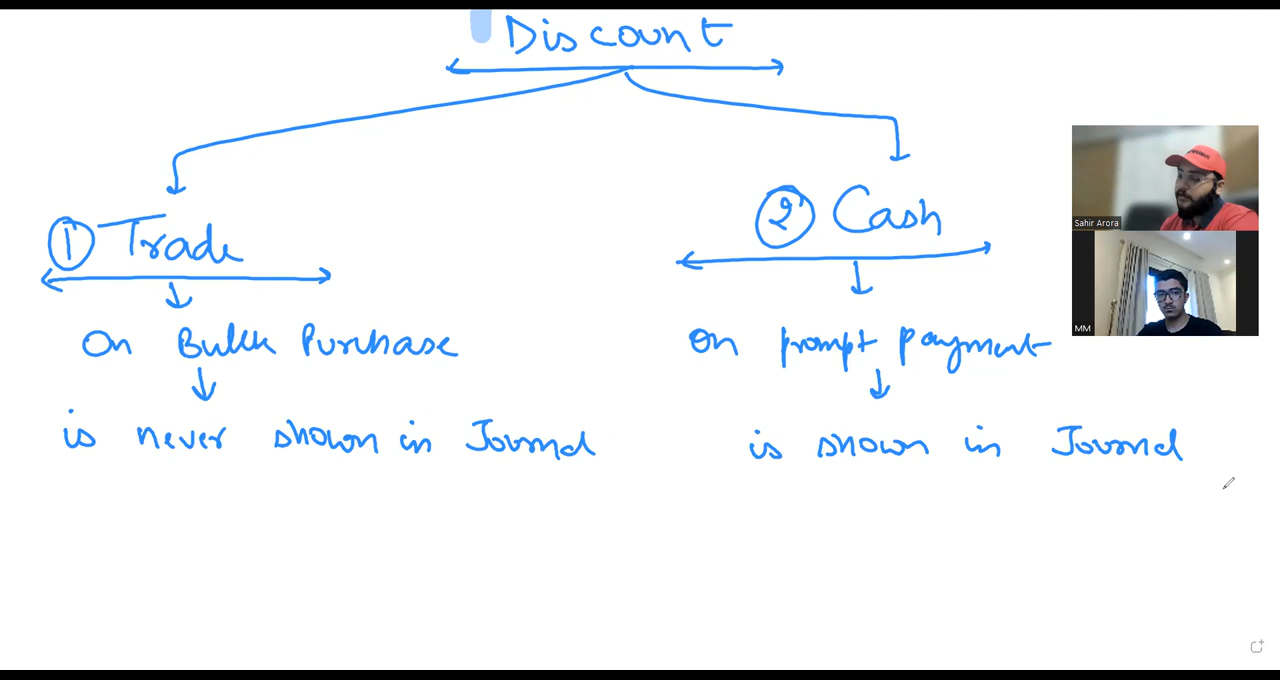 Discount
① Trade
② Cash
On Bulk Purchase
on prompt payment
is never shown in Journal
is shown in Journal
Sahir Arora
MM